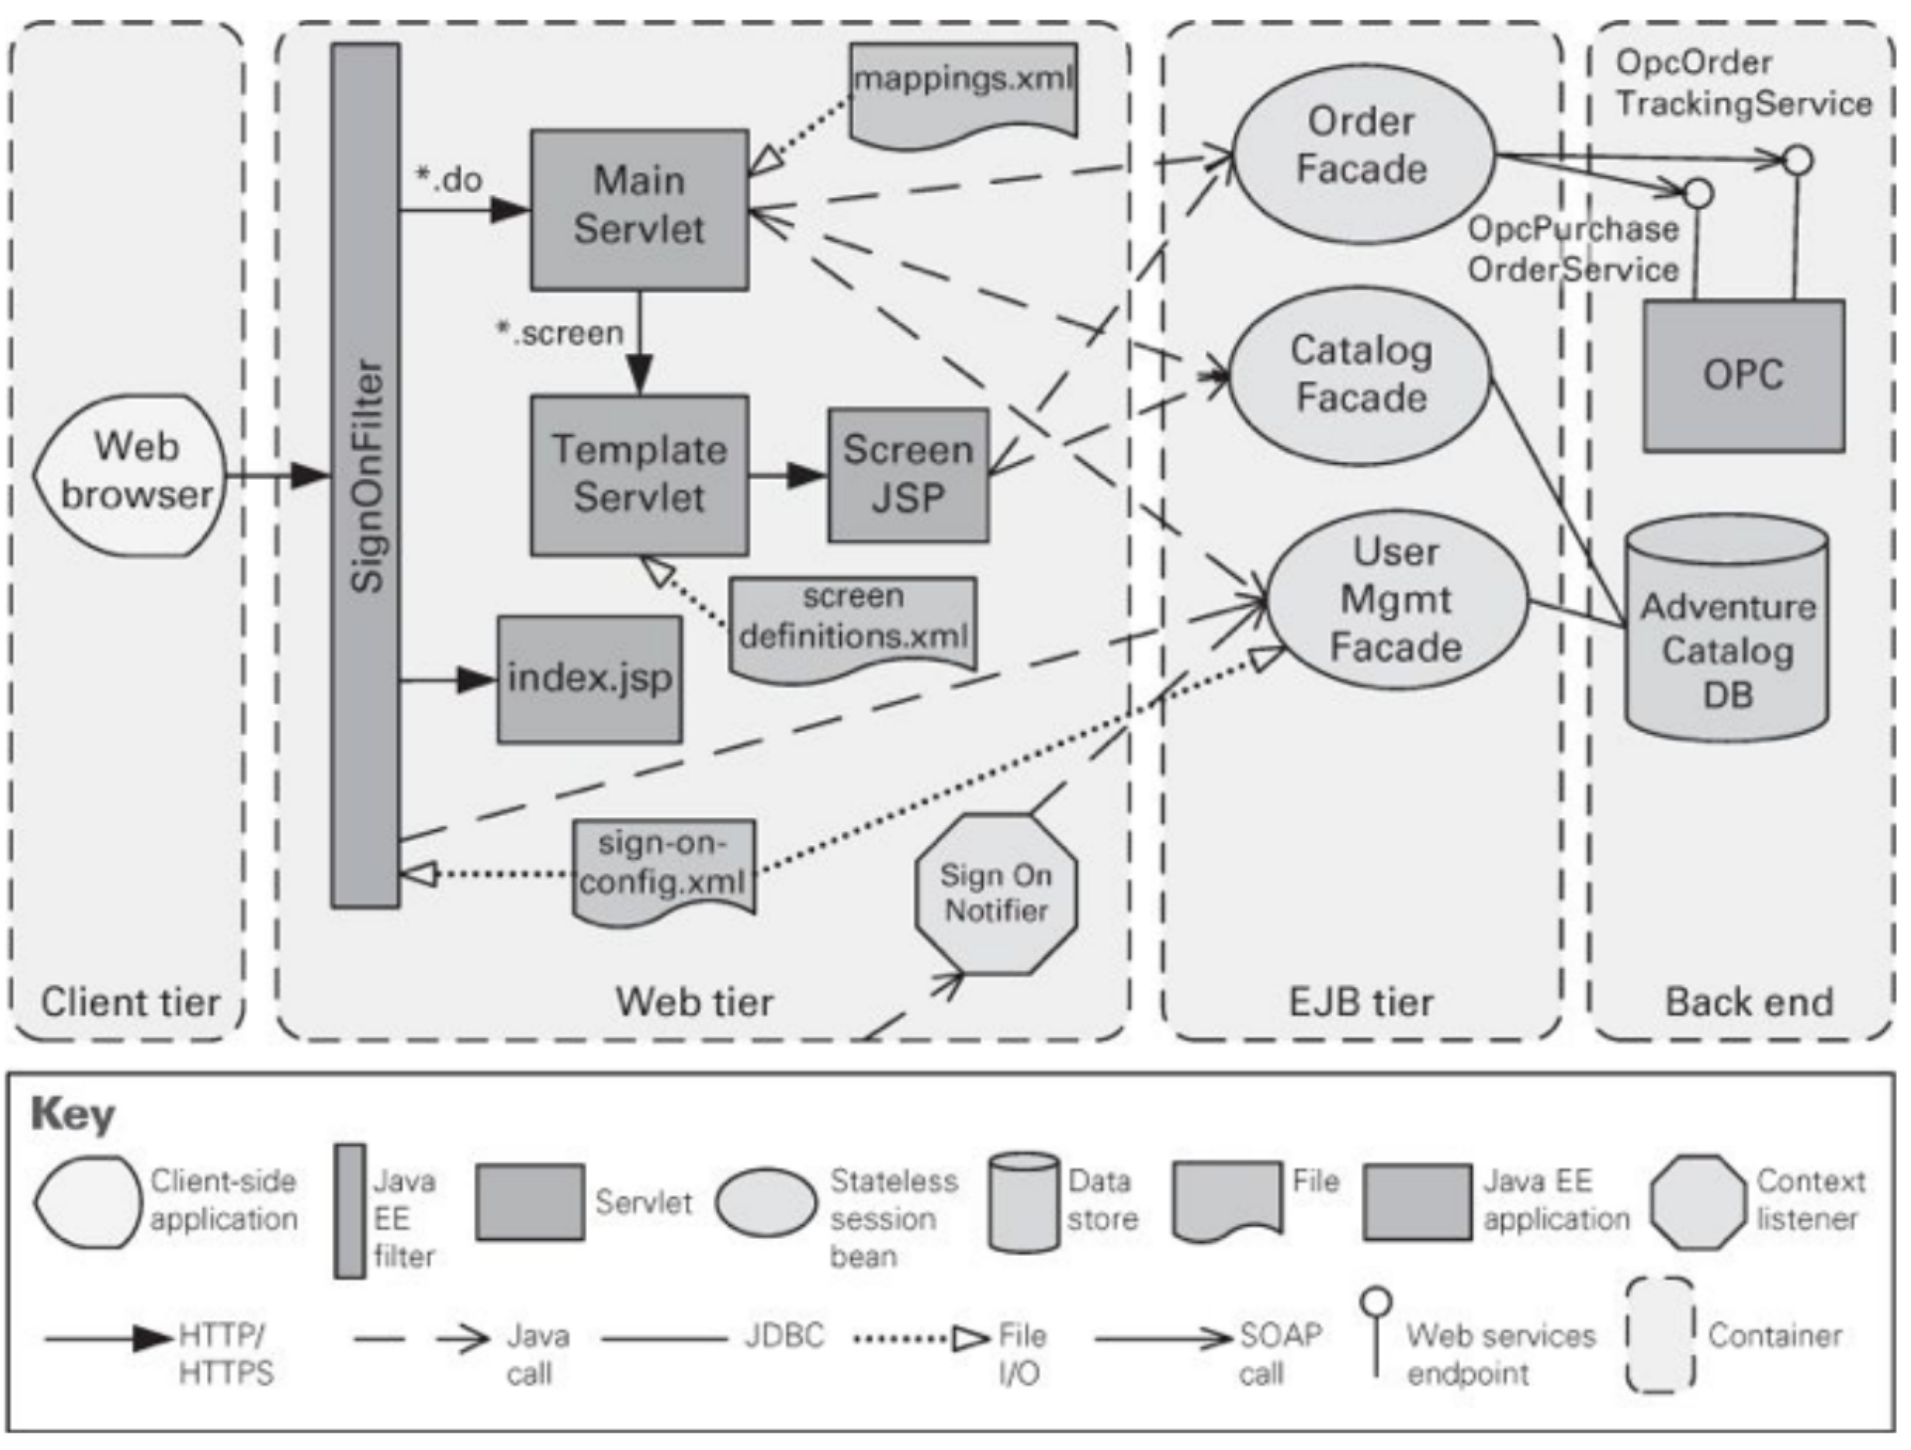 OpcOrder
TrackingService
mappings.xml
Order
Facade
*.do
Main
Servlet
OpcPurchase
OrderService
*.screen
Catalog
Facade
OPC
SignOnFilter
Web
browser
Template
Servlet
Screen
JSP
User
Mgmt
Facade
screen
definitions.xml
Adventure
Catalog
DB
index.jsp
sign-on-
config.xml
Sign On
Notifier
Client tier
Web tier
EJB tier
Back end
Key
Client-side
application
Java
EE
filter
Servlet
Stateless
session
bean
Data
store
File
Java EE
application
Context
listener
HTTP/
HTTPS
Java
call
JDBC
File
I/O
SOAP
call
Web services
endpoint
Container